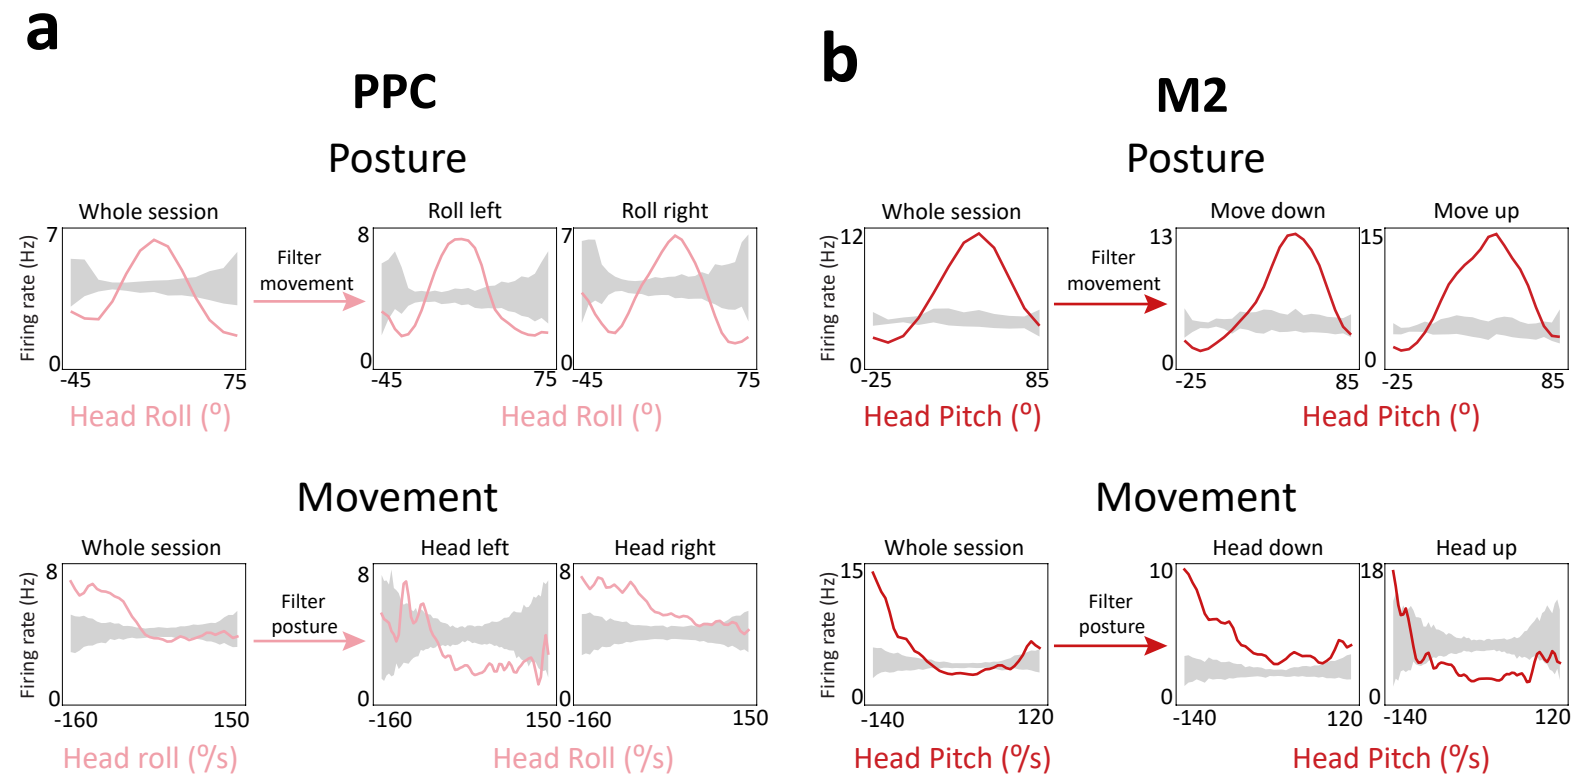 a
PPC
Posture
Whole session
Roll left
Roll right
Firing rate (Hz)
7
0
-45
75
Filter
movement
8
0
-45
75
7
0
-45
75
Head Roll (º)
Head Roll (º)
Movement
Whole session
Head left
Head right
Firing rate (Hz)
8
0
-160
150
Filter
posture
8
0
-160
150
8
0
-160
150
Head roll (º/s)
Head Roll (º/s)
b
M2
Posture
Whole session
Move down
Move up
Firing rate (Hz)
12
0
-25
85
Filter
movement
13
0
-25
85
15
0
-25
85
Head Pitch (º)
Head Pitch (º)
Movement
Whole session
Head down
Head up
Firing rate (Hz)
15
0
-140
120
Filter
posture
10
0
-140
120
18
0
-140
120
Head Pitch (º/s)
Head Pitch (º/s)